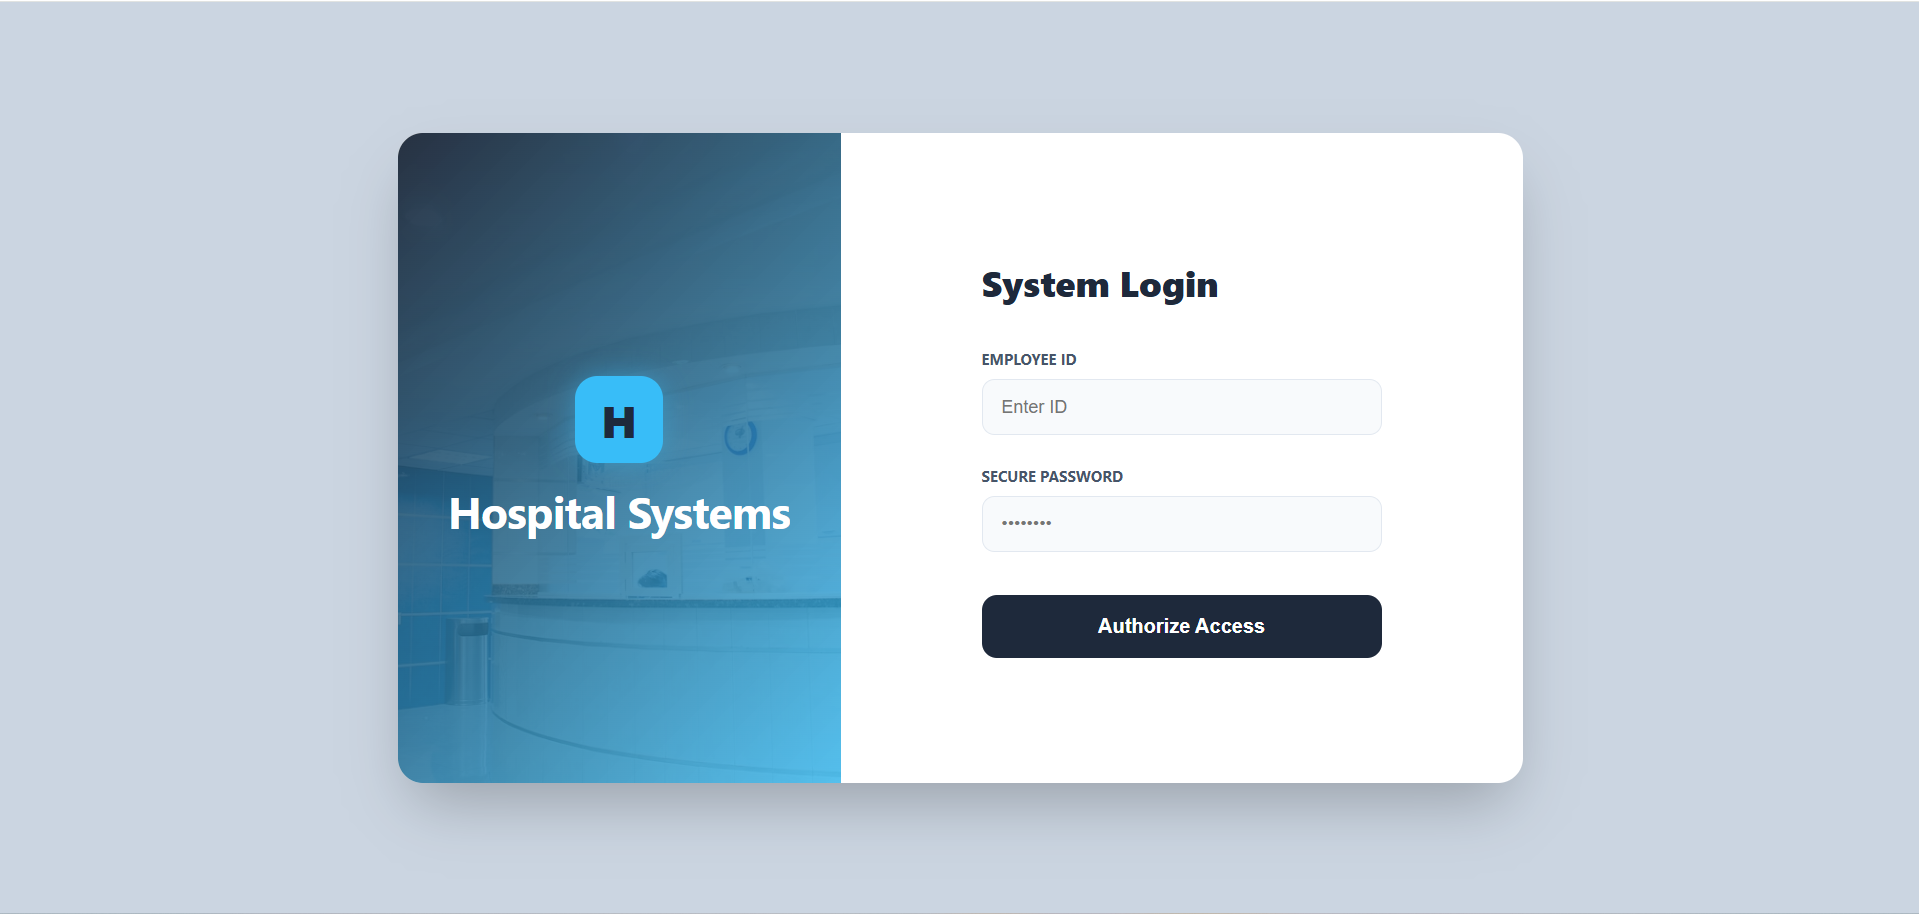 H
Hospital Systems
System Login
EMPLOYEE ID
Enter ID
SECURE PASSWORD
••••••••
Authorize Access